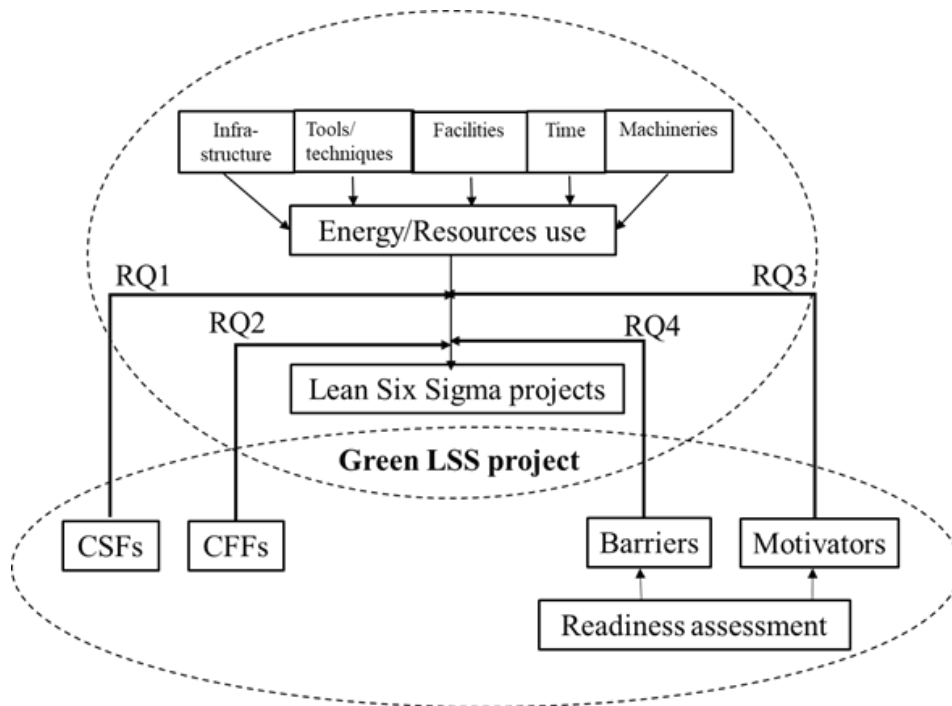 Infra-
structure
Tools/
techniques
Facilities
Time
Machineries
Energy/Resources use
RQ1
RQ3
RQ2
RQ4
Lean Six Sigma projects
Green LSS project
CSFs
CFFs
Barriers
Motivators
Readiness assessment